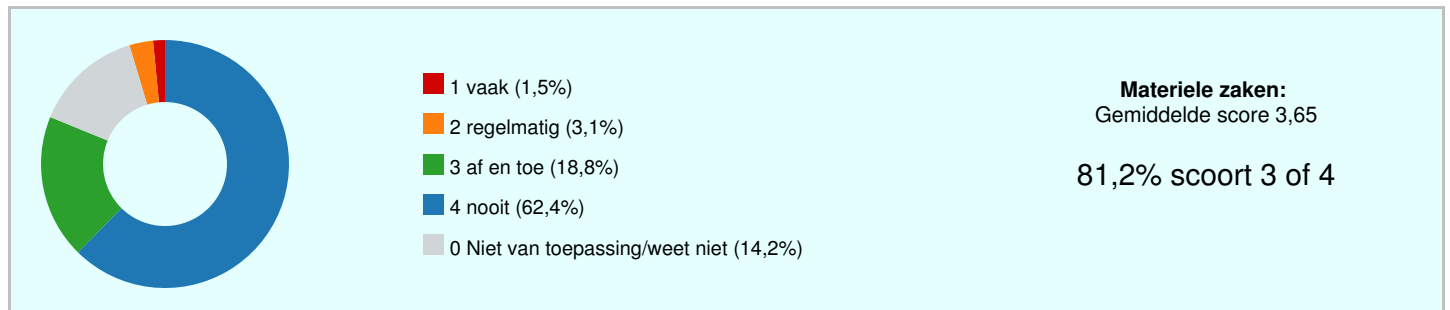 1 vaak (1,5%)
2 regelmatig (3,1%)
3 af en toe (18,8%)
4 nooit (62,4%)
0 Niet van toepassing/weet niet (14,2%)
Materiele zaken:
Gemiddelde score 3,65
81,2% scoort 3 of 4